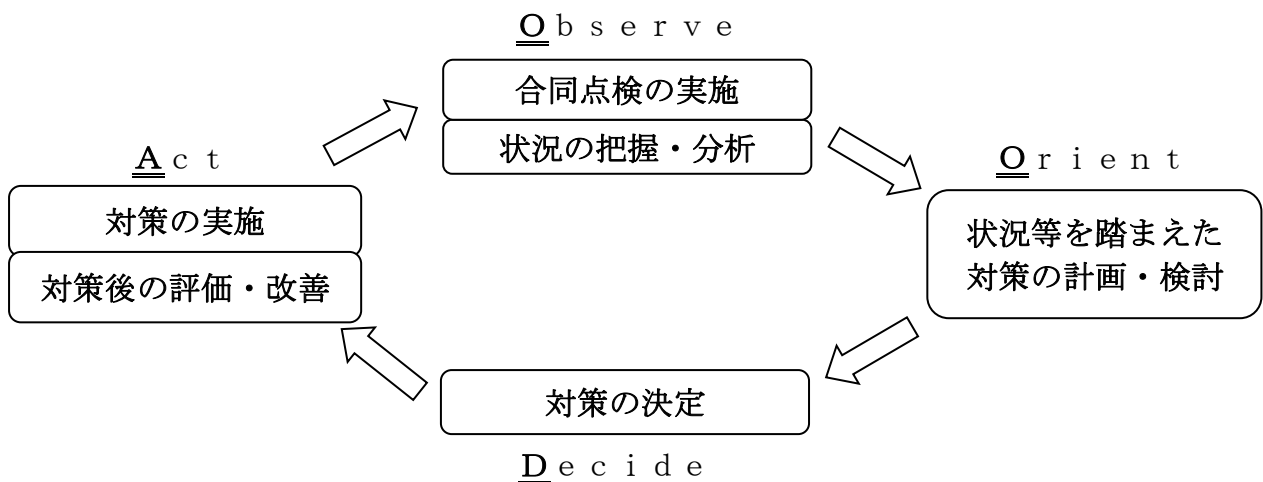 Ｏｂｓｅｒｖｅ
合同点検の実施
状況の把握・分析
Ｏｒｉｅｎｔ
状況等を踏まえた
対策の計画・検討
Ｄｅｃｉｄｅ
対策の決定
Ａｃｔ
対策の実施
対策後の評価・改善